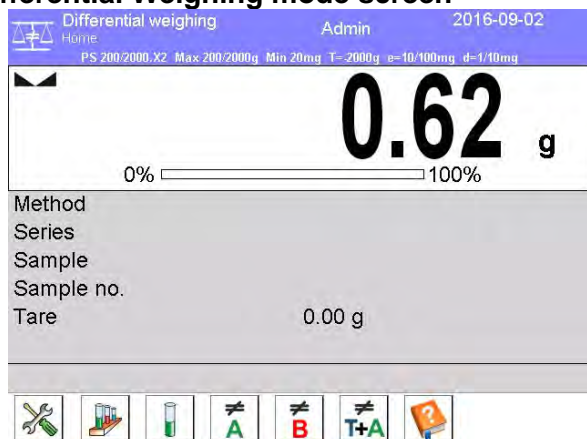 fferential Weighing mode screen
Differential weighing
Admin
2016-09-02
Home
PS 200/2000.X2 Max 200/2000g Min 20mg T=-2000g e=10/100mg d=1/10mg
0.62 g
0% 100%
Method
Series
Sample
Sample no.
Tare 0.00 g
≠ ≠ ≠
A B T+A ?